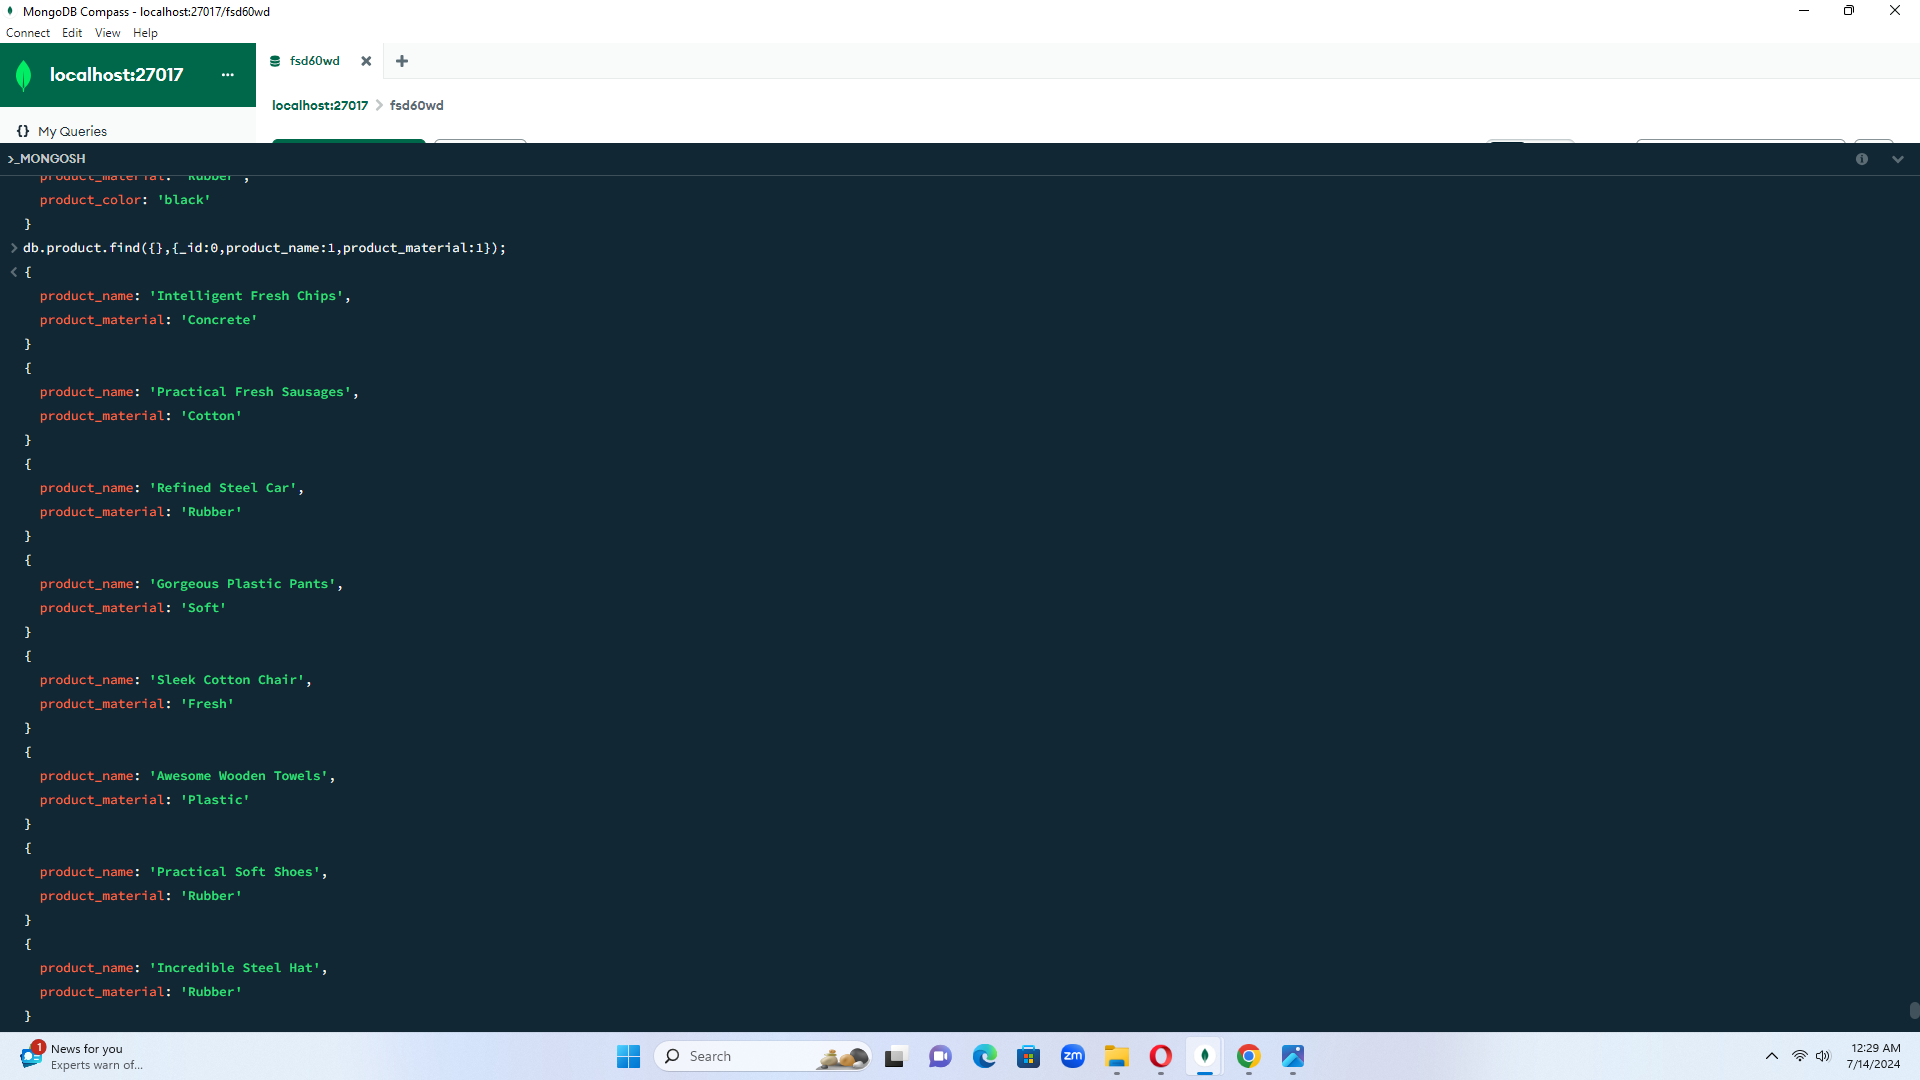 MongoDB Compass - localhost:27017/fsd60wd
Connect Edit View Help
localhost:27017 ...
fsd60wd
localhost:27017 > fsd60wd
{} My Queries
>_MONGOSH
product_material: 'Rubber',
product_color: 'black'
}
> db.product.find({},{_id:0,product_name:1,product_material:1});
< {
product_name: 'Intelligent Fresh Chips',
product_material: 'Concrete'
}
{
product_name: 'Practical Fresh Sausages',
product_material: 'Cotton'
}
{
product_name: 'Refined Steel Car',
product_material: 'Rubber'
}
{
product_name: 'Gorgeous Plastic Pants',
product_material: 'Soft'
}
{
product_name: 'Sleek Cotton Chair',
product_material: 'Fresh'
}
{
product_name: 'Awesome Wooden Towels',
product_material: 'Plastic'
}
{
product_name: 'Practical Soft Shoes',
product_material: 'Rubber'
}
{
product_name: 'Incredible Steel Hat',
product_material: 'Rubber'
}
1
News for you
Experts warn of...
Search
zm
12:29 AM
7/14/2024